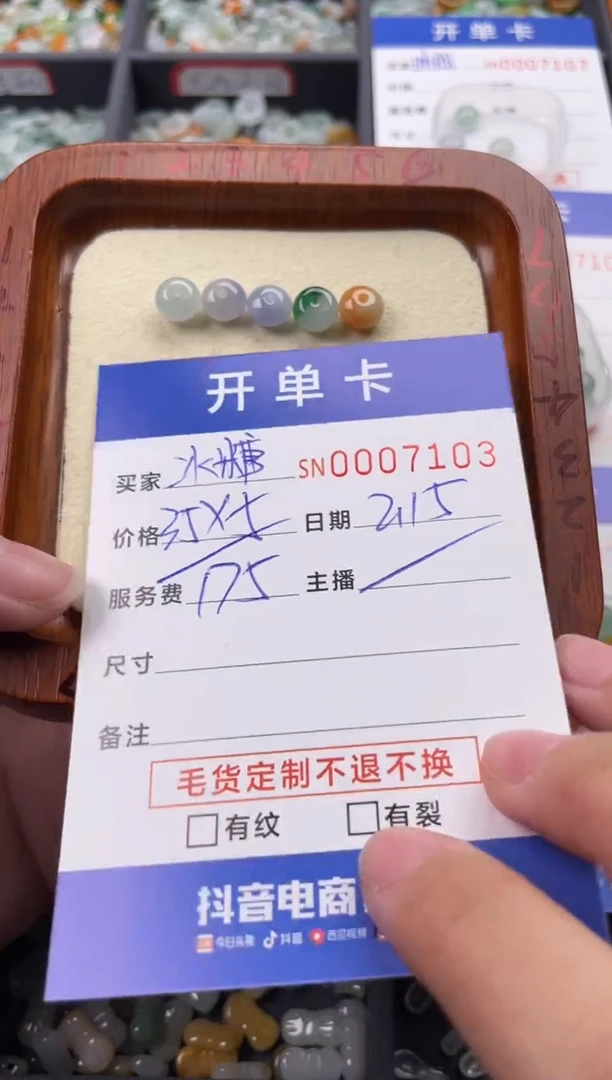 开单卡
SN0007107
开单卡
买家 冰糖 SN0007103
价格 35X5 日期 2.15
服务费 175 主播
尺寸
备注
毛货定制不退不换
有纹 有裂
抖音电商
今日头条 抖音 西瓜视频